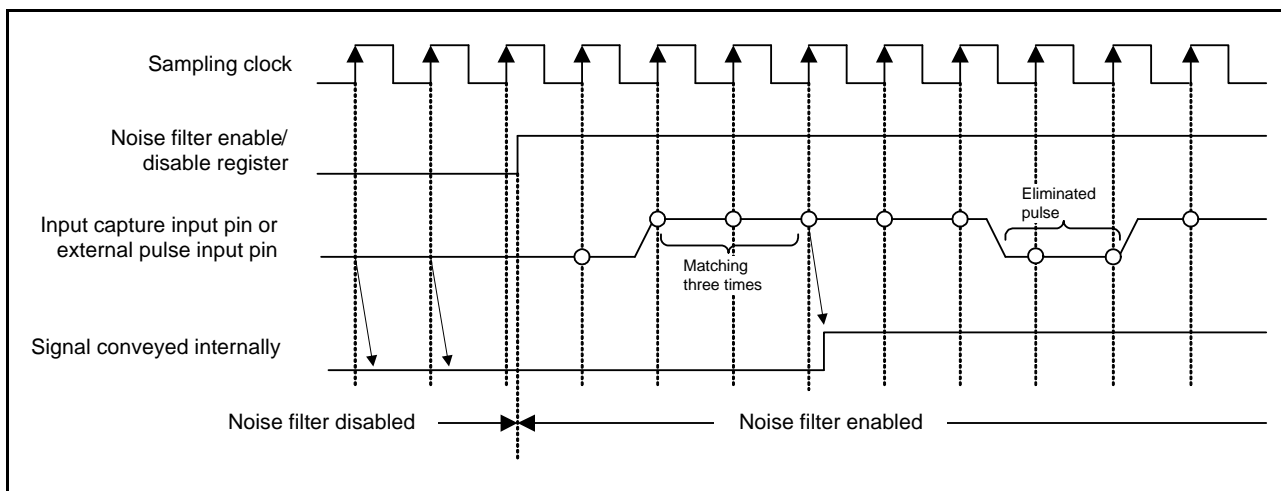 Sampling clock
Noise filter enable/
disable register
Input capture input pin or
external pulse input pin
Eliminated
pulse
Matching
three times
Signal conveyed internally
Noise filter disabled
Noise filter enabled